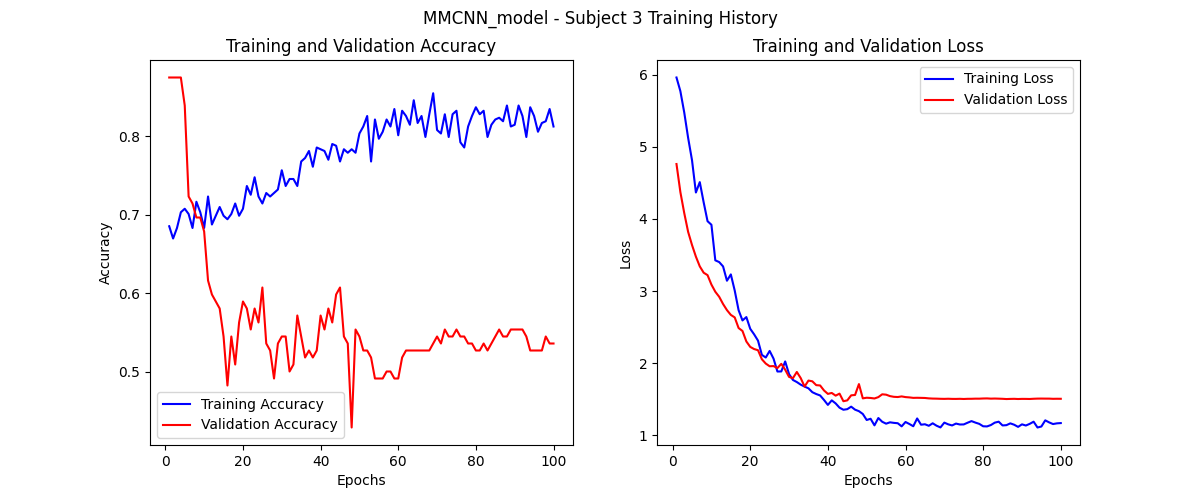 MMCNN_model - Subject 3 Training History
Training and Validation Accuracy
Accuracy
0.8
0.7
0.6
0.5
Training Accuracy
Validation Accuracy
0 20 40 60 80 100
Epochs
Training and Validation Loss
Loss
6
5
4
3
2
1
Training Loss
Validation Loss
0 20 40 60 80 100
Epochs